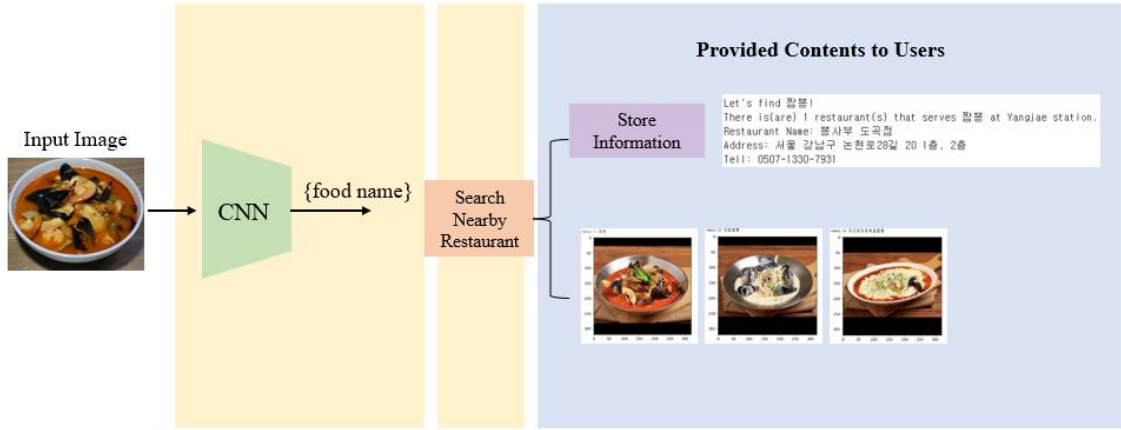 Provided Contents to Users
Input Image
CNN
{food name}
Search
Nearby
Restaurant
Store
Information
Let's find 짬뽕!
There is(are) 1 restaurant(s) that serves 짬뽕 at Yangjae station.
Restaurant Name: 뽕사부 도곡점
Address: 서울 강남구 논현로28길 20 1층, 2층
Tell: 0507-1330-7931